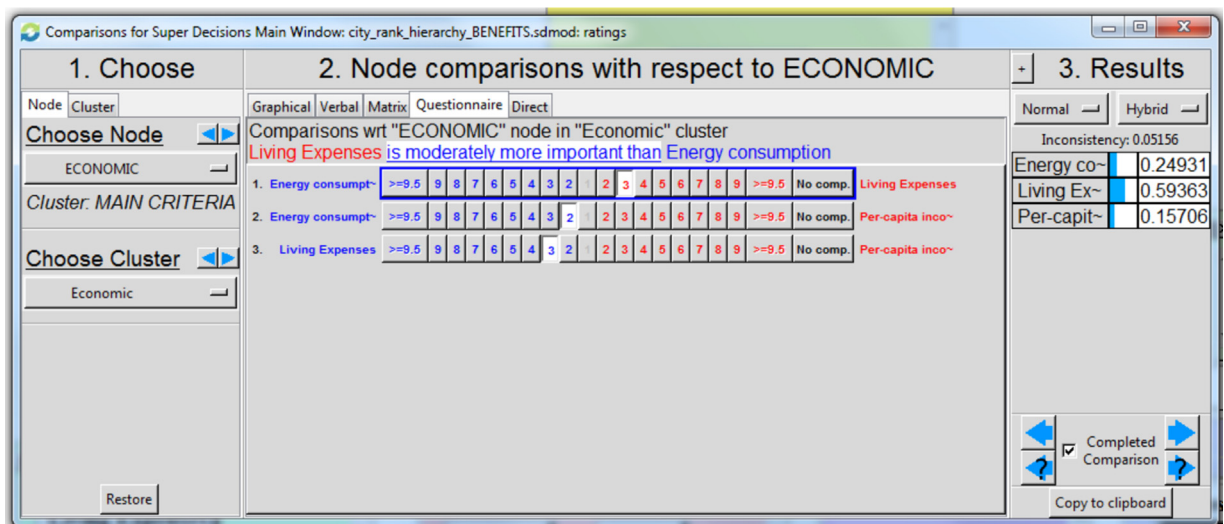 Comparisons for Super Decisions Main Window: city_rank_hierarchy_BENEFITS.sdmod: ratings
1. Choose
Node Cluster
Choose Node
ECONOMIC
Cluster: MAIN CRITERIA
Choose Cluster
Economic
Restore
2. Node comparisons with respect to ECONOMIC
Graphical Verbal Matrix Questionnaire Direct
Comparisons wrt "ECONOMIC" node in "Economic" cluster
Living Expenses is moderately more important than Energy consumption
1. Energy consumpt~ >=9.5 9 8 7 6 5 4 3 2 1 2 3 4 5 6 7 8 9 >=9.5 No comp. Living Expenses
2. Energy consumpt~ >=9.5 9 8 7 6 5 4 3 2 1 2 3 4 5 6 7 8 9 >=9.5 No comp. Per-capita inco~
3. Living Expenses >=9.5 9 8 7 6 5 4 3 2 1 2 3 4 5 6 7 8 9 >=9.5 No comp. Per-capita inco~
+ 3. Results
Normal Hybrid
Inconsistency: 0.05156
Energy co~ 0.24931
Living Ex~ 0.59363
Per-capit~ 0.15706
Completed
Comparison
? ?
Copy to clipboard